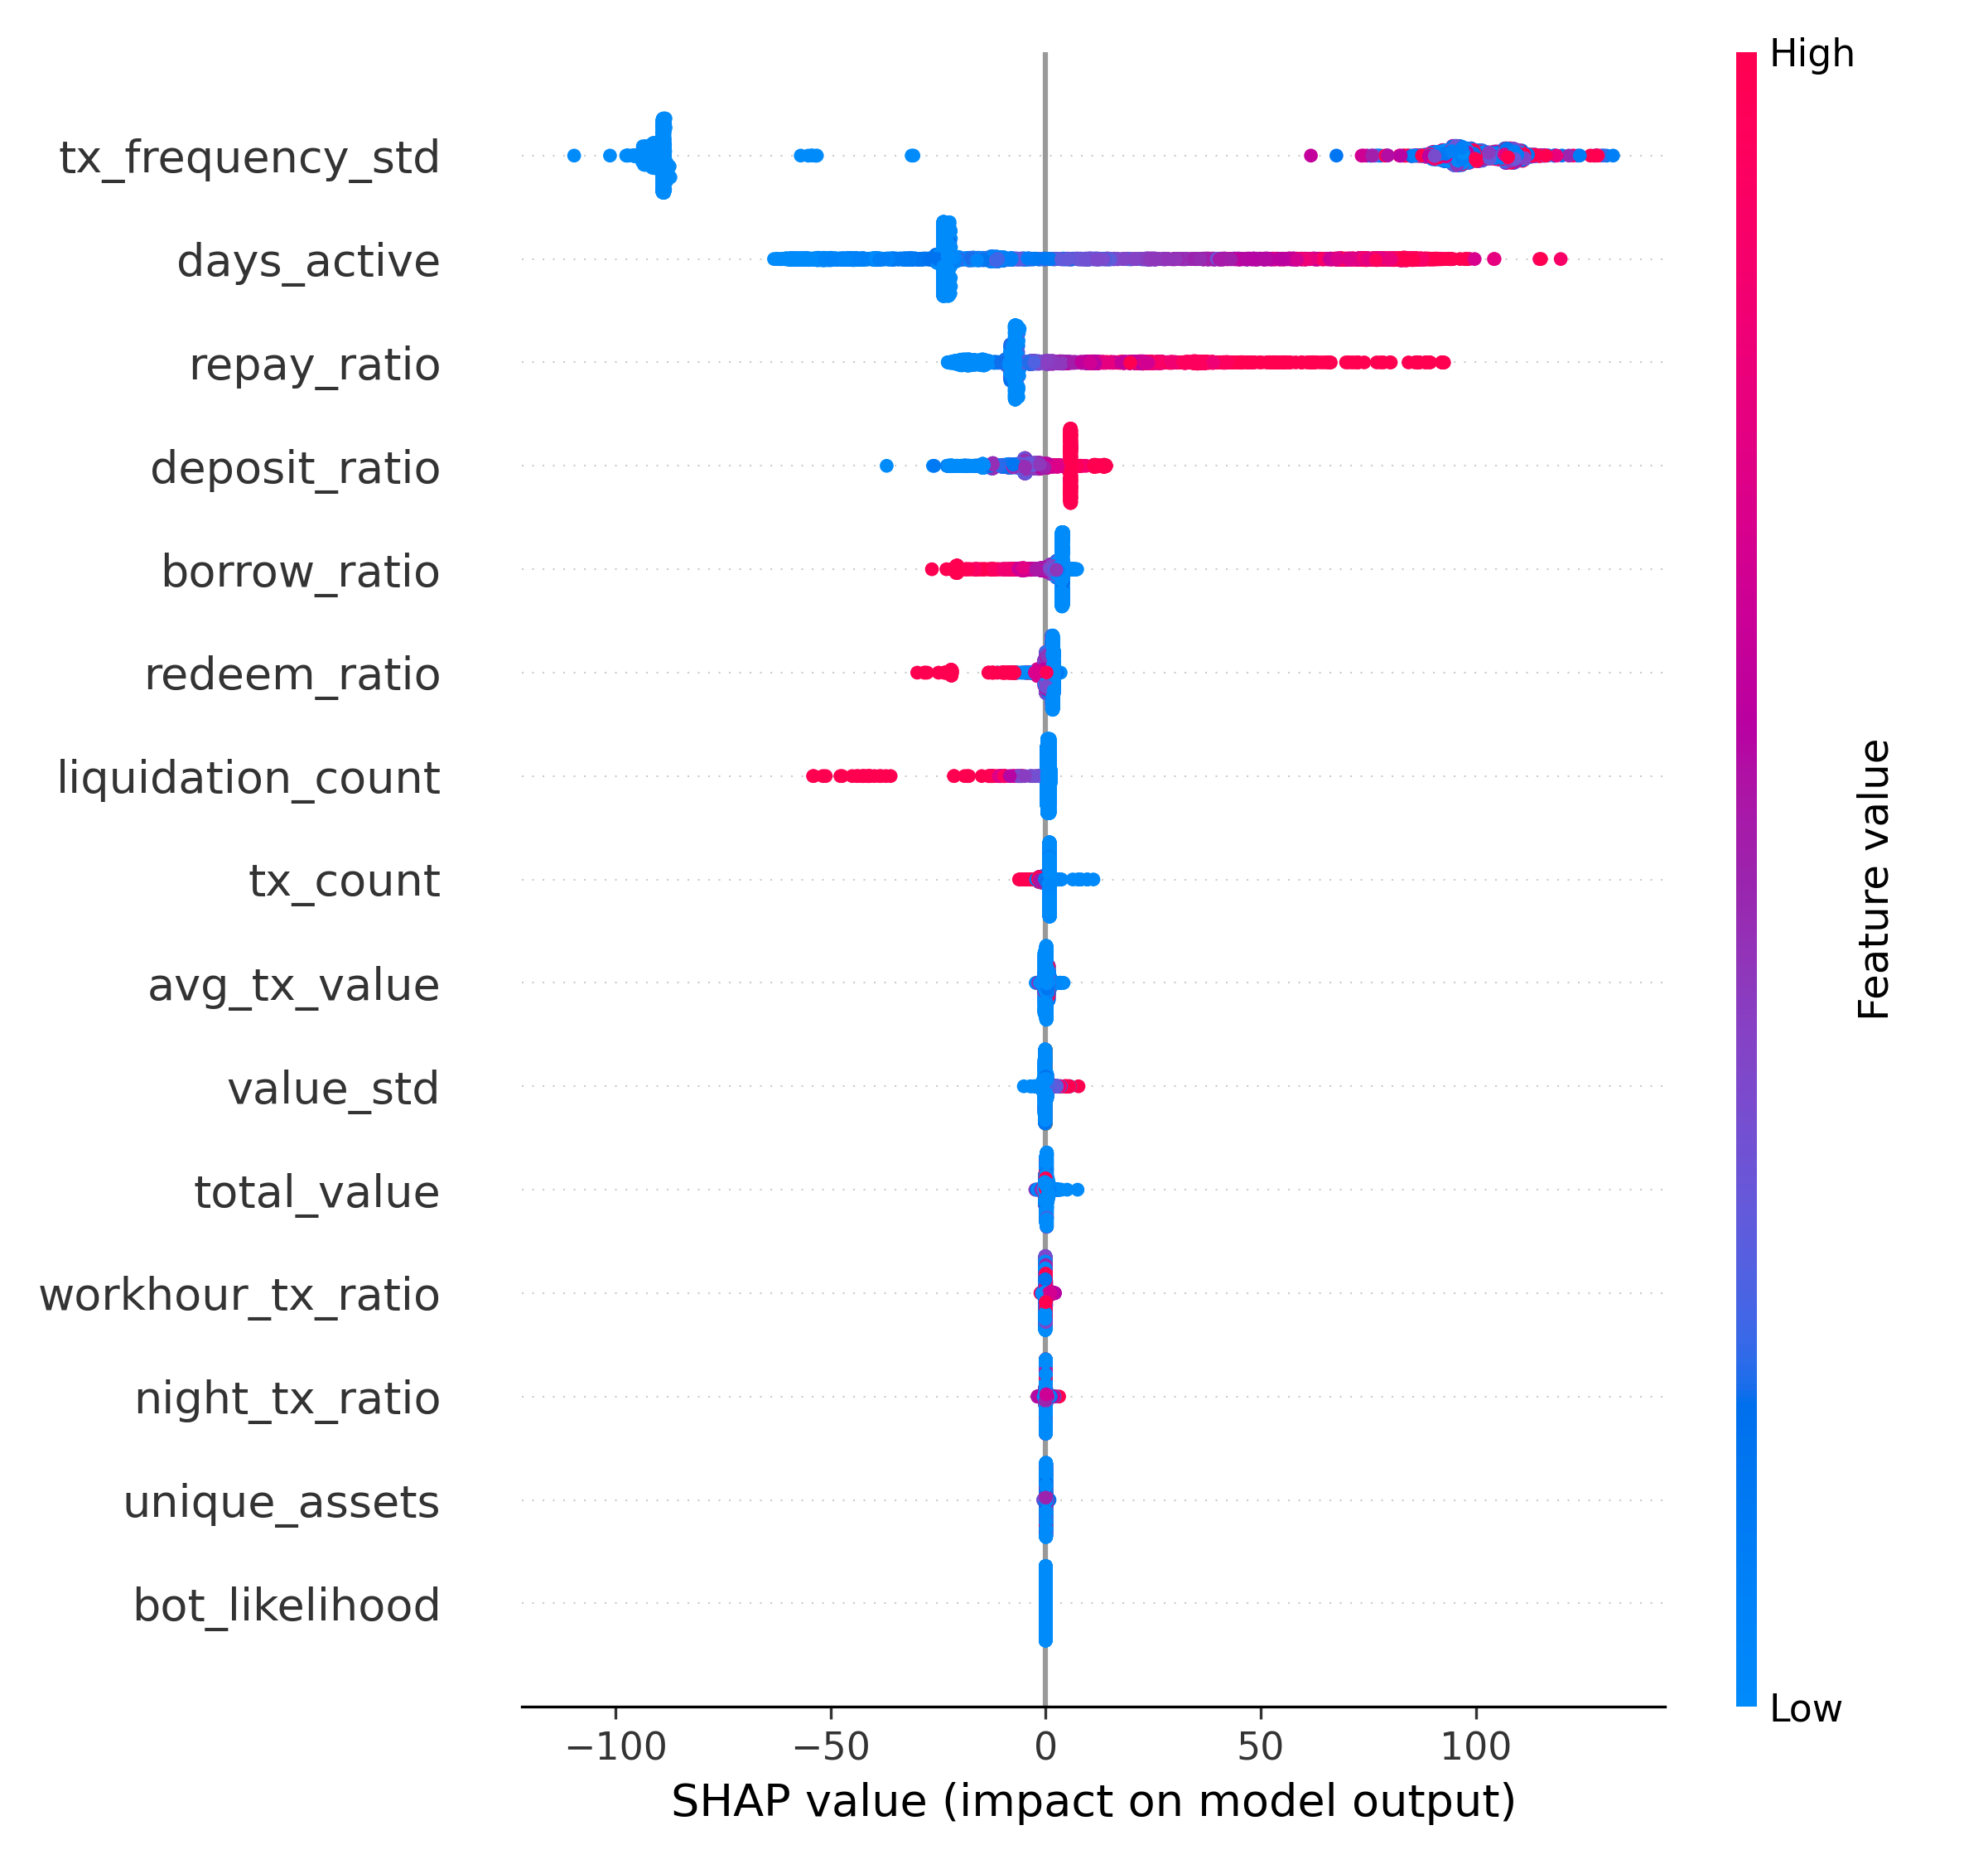 High
tx_frequency_std
days_active
repay_ratio
deposit_ratio
borrow_ratio
redeem_ratio
liquidation_count
tx_count
avg_tx_value
value_std
total_value
workhour_tx_ratio
night_tx_ratio
unique_assets
bot_likelihood
Feature value
Low
−100 −50 0 50 100
SHAP value (impact on model output)